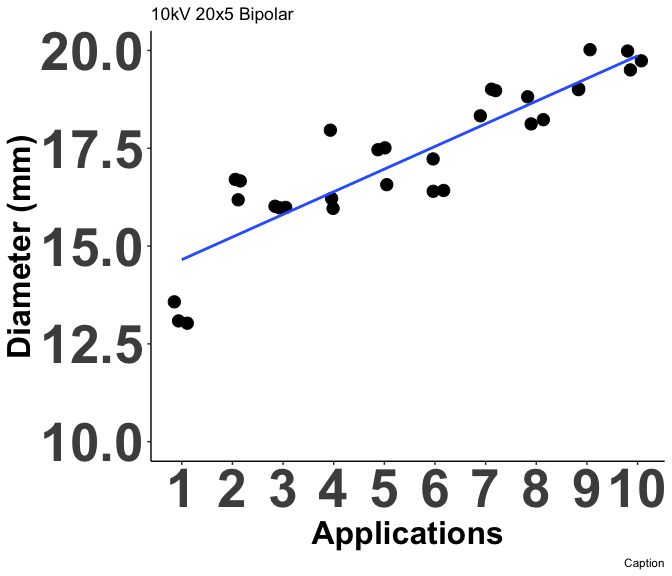 10kV 20x5 Bipolar
20.0
17.5
15.0
12.5
10.0
Diameter (mm)
1 2 3 4 5 6 7 8 9 10
Applications
Caption